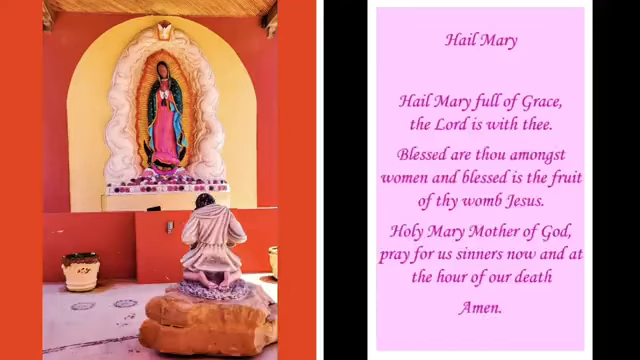 Hail Mary
Hail Mary full of Grace,
the Lord is with thee.
Blessed are thou amongst
women and blessed is the fruit
of thy womb Jesus.
Holy Mary Mother of God,
pray for us sinners now and at
the hour of our death
Amen.